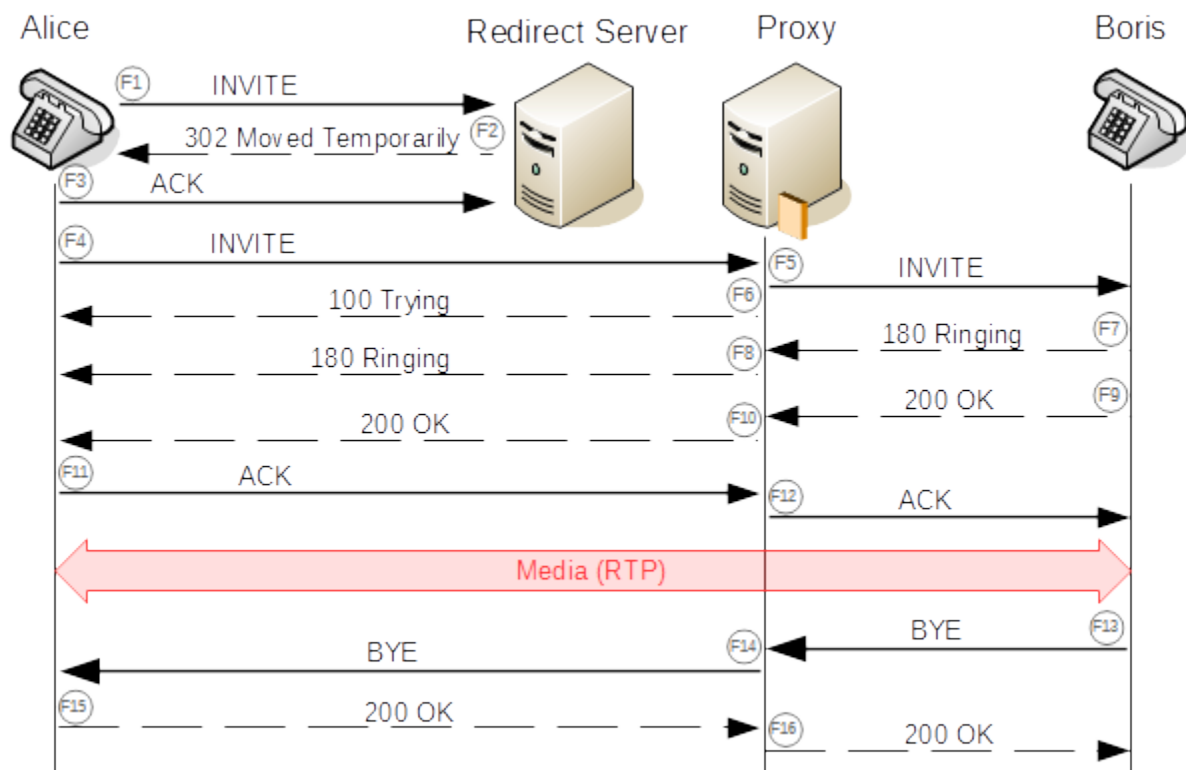 Alice
Redirect Server
Proxy
Boris
F1
INVITE
302 Moved Temporarily
F2
F3
ACK
F4
INVITE
F5
INVITE
100 Trying
F6
180 Ringing
F7
180 Ringing
F8
200 OK
F9
200 OK
F10
F11
ACK
F12
ACK
Media (RTP)
BYE
F13
BYE
F14
F15
200 OK
F16
200 OK